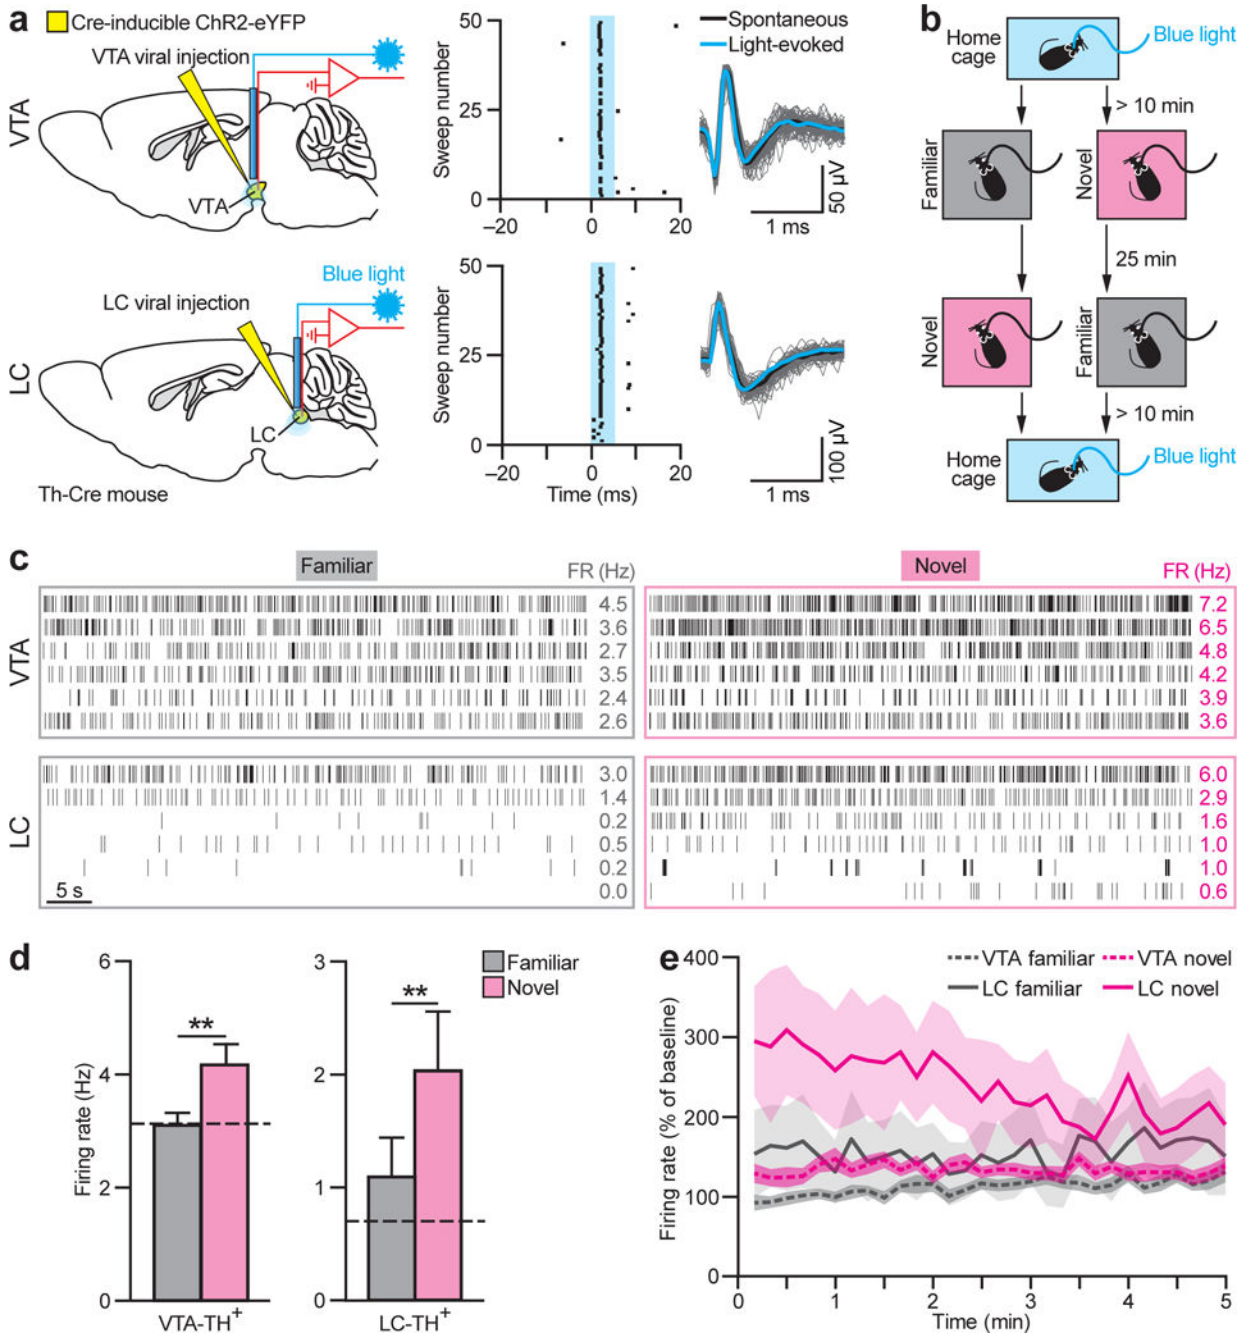 a
Cre-inducible ChR2-eYFP
VTA viral injection
VTA
VTA
Sweep number
50
25
0
–20
0
20
Spontaneous
Light-evoked
50 µV
1 ms
Blue light
LC viral injection
LC
LC
Th-Cre mouse
Sweep number
50
25
0
–20
0
20
Time (ms)
100 µV
1 ms
b
Home
cage
Blue light
> 10 min
Familiar
Novel
25 min
Novel
Familiar
> 10 min
Home
cage
Blue light
c
Familiar
FR (Hz)
Novel
FR (Hz)
VTA
4.5
3.6
2.7
3.5
2.4
2.6
7.2
6.5
4.8
4.2
3.9
3.6
LC
3.0
1.4
0.2
0.5
0.2
0.0
5 s
6.0
2.9
1.6
1.0
1.0
0.6
d
Firing rate (Hz)
6
4
2
0
**
VTA-TH+
3
2
1
0
**
LC-TH+
Familiar
Novel
e
Firing rate (% of baseline)
400
300
200
100
0
VTA familiar
VTA novel
LC familiar
LC novel
0
1
2
3
4
5
Time (min)